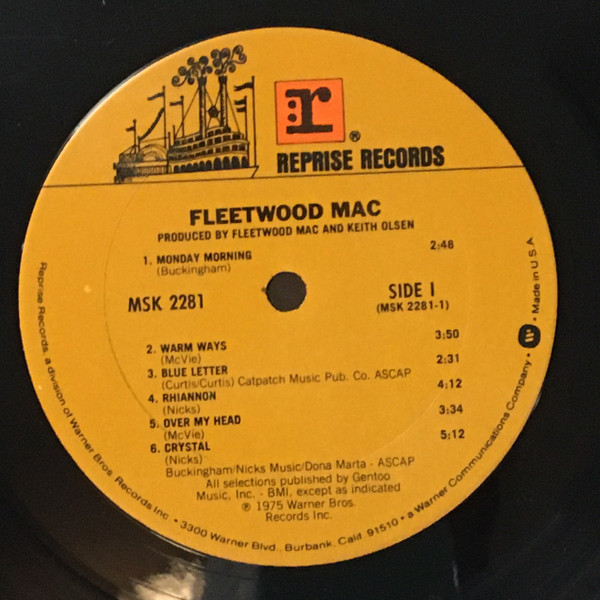 r
®
REPRISE RECORDS
FLEETWOOD MAC
PRODUCED BY FLEETWOOD MAC AND KEITH OLSEN
1. MONDAY MORNING 2:48
(Buckingham)
MSK 2281
SIDE 1
(MSK 2281-1)
2. WARM WAYS 3:50
(McVie)
3. BLUE LETTER 2:31
(Curtis/Curtis) Catpatch Music Pub. Co. ASCAP
4. RHIANNON 4:12
(Nicks)
5. OVER MY HEAD 3:34
(McVie)
6. CRYSTAL 5:12
(Nicks)
Buckingham/Nicks Music/Dona Marta - ASCAP
All selections published by Gentoo
Music, Inc. - BMI, except as indicated
℗ 1975 Warner Bros.
Records Inc.
Reprise Records, a division of Warner Bros. Records Inc. • 3300 Warner Blvd., Burbank, Calif. 91510 • a Warner Communications Company • W • Made in U.S.A.